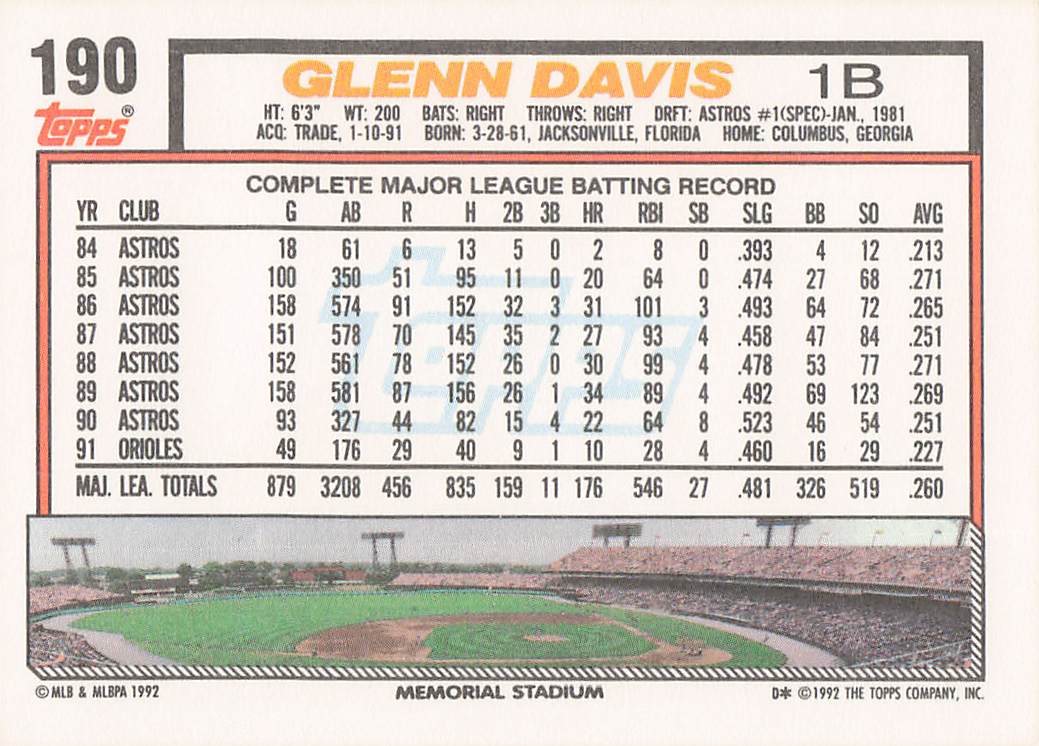 190
Topps®
GLENN DAVIS 1B
HT: 6'3" WT: 200 BATS: RIGHT THROWS: RIGHT DRFT: ASTROS #1(SPEC)-JAN., 1981
ACQ: TRADE, 1-10-91 BORN: 3-28-61, JACKSONVILLE, FLORIDA HOME: COLUMBUS, GEORGIA
COMPLETE MAJOR LEAGUE BATTING RECORD
YR CLUB G AB R H 2B 3B HR RBI SB SLG BB SO AVG
84 ASTROS 18 61 6 13 5 0 2 8 0 .393 4 12 .213
85 ASTROS 100 350 51 95 11 0 20 64 0 .474 27 68 .271
86 ASTROS 158 574 91 152 32 3 31 101 3 .493 64 72 .265
87 ASTROS 151 578 70 145 35 2 27 93 4 .458 47 84 .251
88 ASTROS 152 561 78 152 26 0 30 99 4 .478 53 77 .271
89 ASTROS 158 581 87 156 26 1 34 89 4 .492 69 123 .269
90 ASTROS 93 327 44 82 15 4 22 64 8 .523 46 54 .251
91 ORIOLES 49 176 29 40 9 1 10 28 4 .460 16 29 .227
MAJ. LEA. TOTALS 879 3208 456 835 159 11 176 546 27 .481 326 519 .260
Topps
© MLB & MLBPA 1992 MEMORIAL STADIUM D* © 1992 THE TOPPS COMPANY, INC.